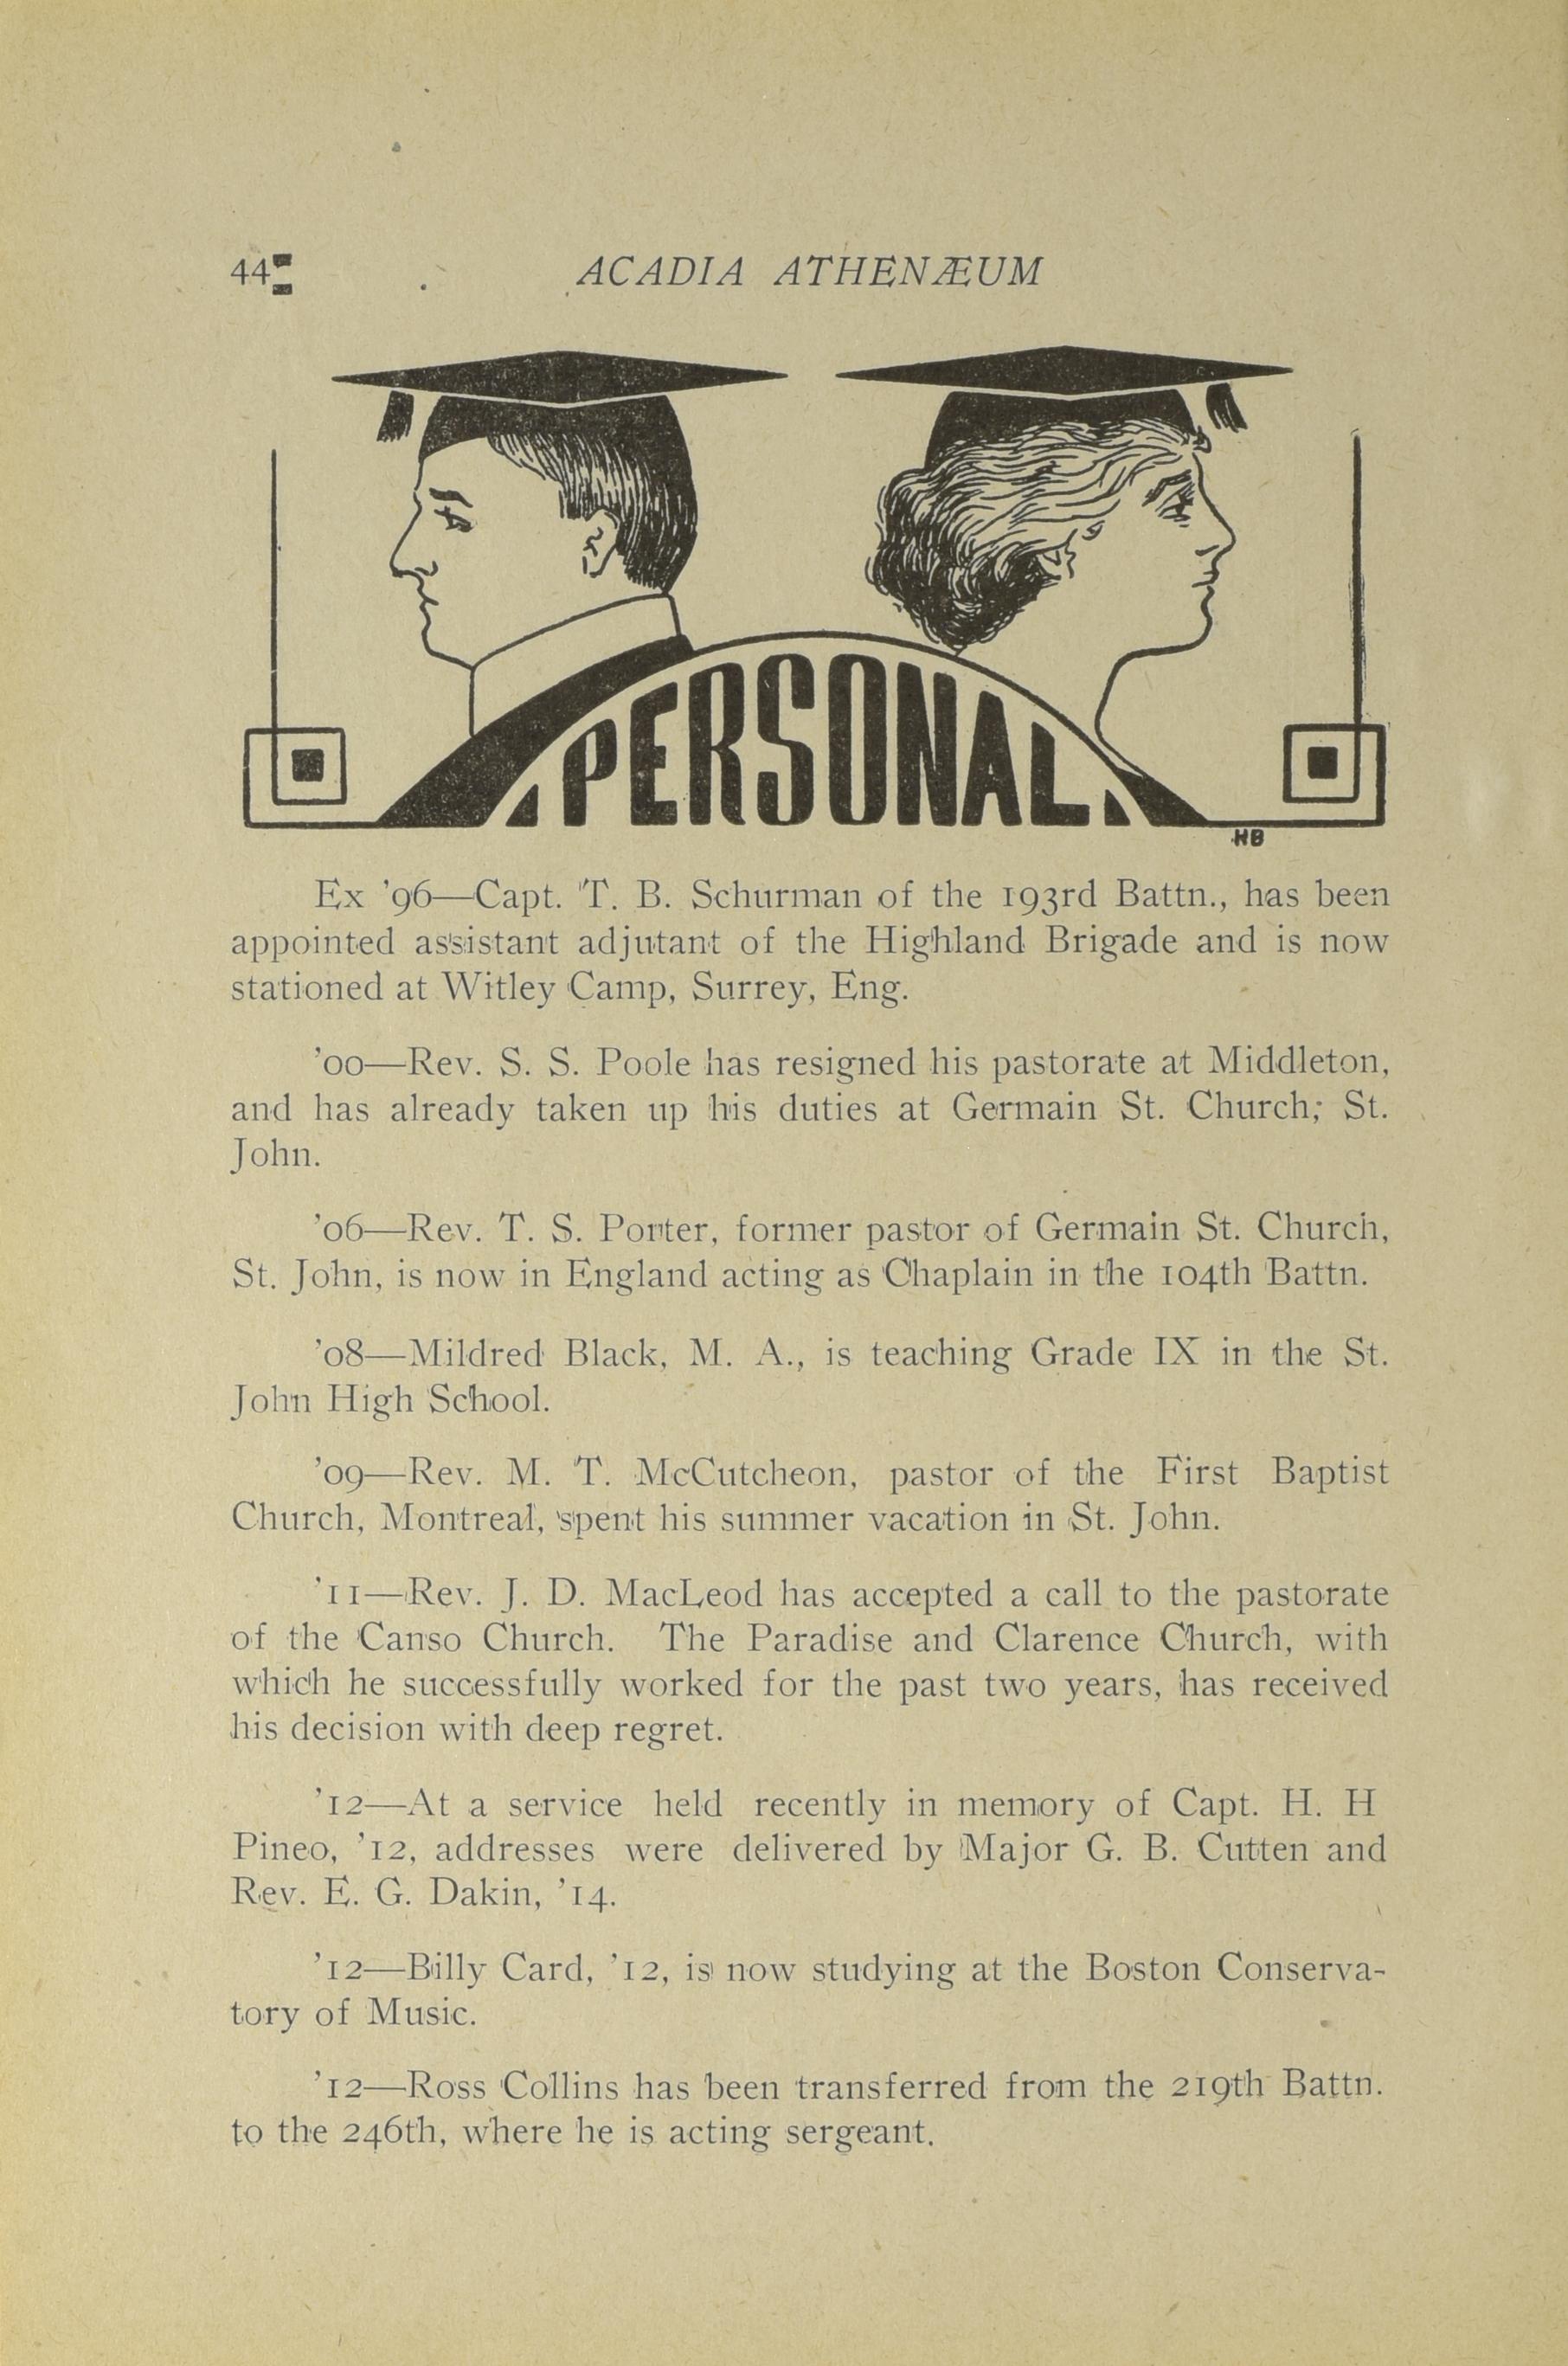 44
ACADIA ATHENÆUM
PERSONAL
HB
Ex '96—Capt. T. B. Schurman of the 193rd Battn., has been
appointed assistant adjutant of the Highland Brigade and is now
stationed at Witley Camp, Surrey, Eng.
'00—Rev. S. S. Poole has resigned his pastorate at Middleton,
and has already taken up his duties at Germain St. Church; St.
John.
'06—Rev. T. S. Porter, former pastor of Germain St. Church,
St. John, is now in England acting as Chaplain in the 104th Battn.
'08—Mildred Black, M. A., is teaching Grade IX in the St.
John High School.
'09—Rev. M. T. McCutcheon, pastor of the First Baptist
Church, Montreal, spent his summer vacation in St. John.
'11—Rev. J. D. MacLeod has accepted a call to the pastorate
of the Canso Church. The Paradise and Clarence Church, with
which he successfully worked for the past two years, has received
his decision with deep regret.
'12—At a service held recently in memory of Capt. H. H
Pineo, '12, addresses were delivered by Major G. B. Cutten and
Rev. E. G. Dakin, '14.
'12—Billy Card, '12, is now studying at the Boston Conserva-
tory of Music.
'12—Ross Collins has been transferred from the 219th Battn.
to the 246th, where he is acting sergeant.